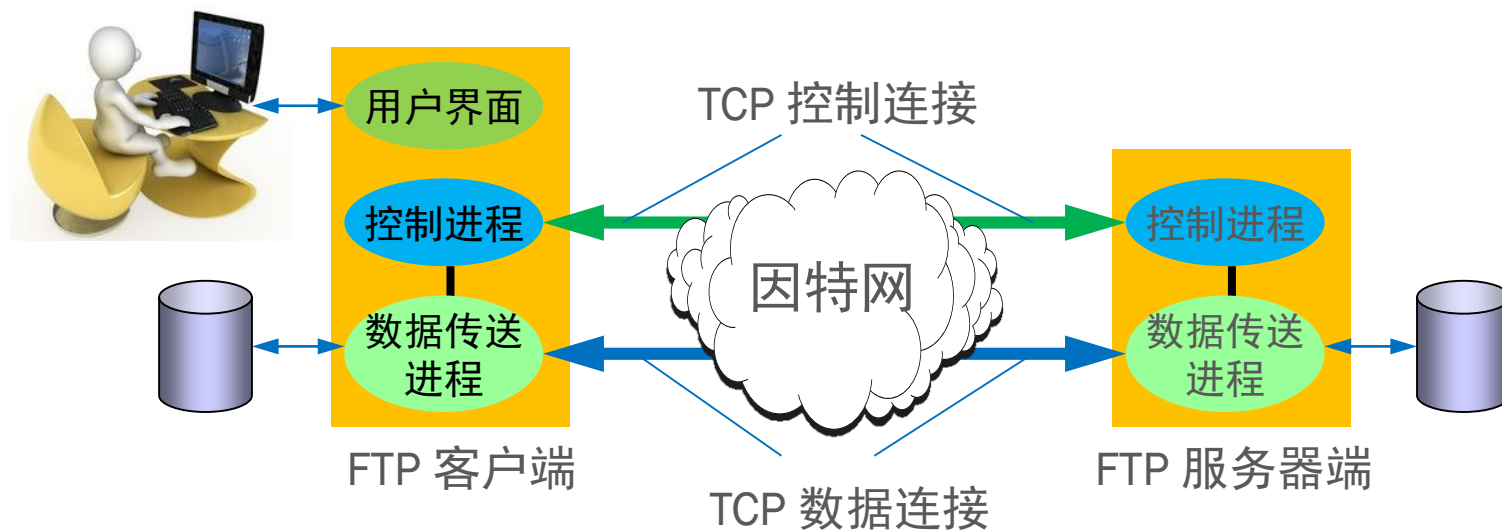 用户界面
TCP 控制连接
控制进程
控制进程
因特网
数据传送
进程
数据传送
进程
FTP 客户端
FTP 服务器端
TCP 数据连接